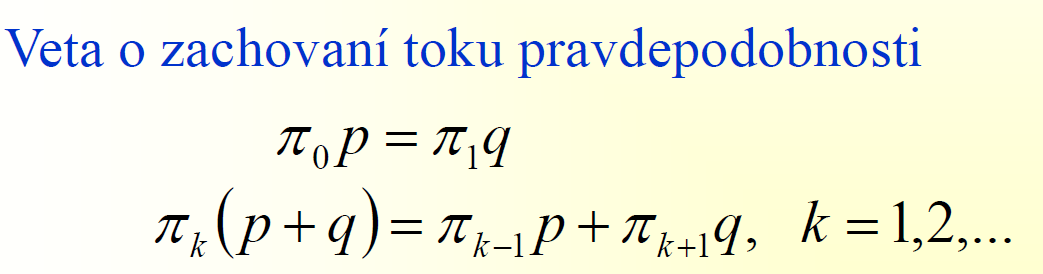 Veta o zachovaní toku pravdepodobnosti
π₀p = π₁q
πₖ(p + q) = πₖ₋₁p + πₖ₊₁q, k = 1,2,...